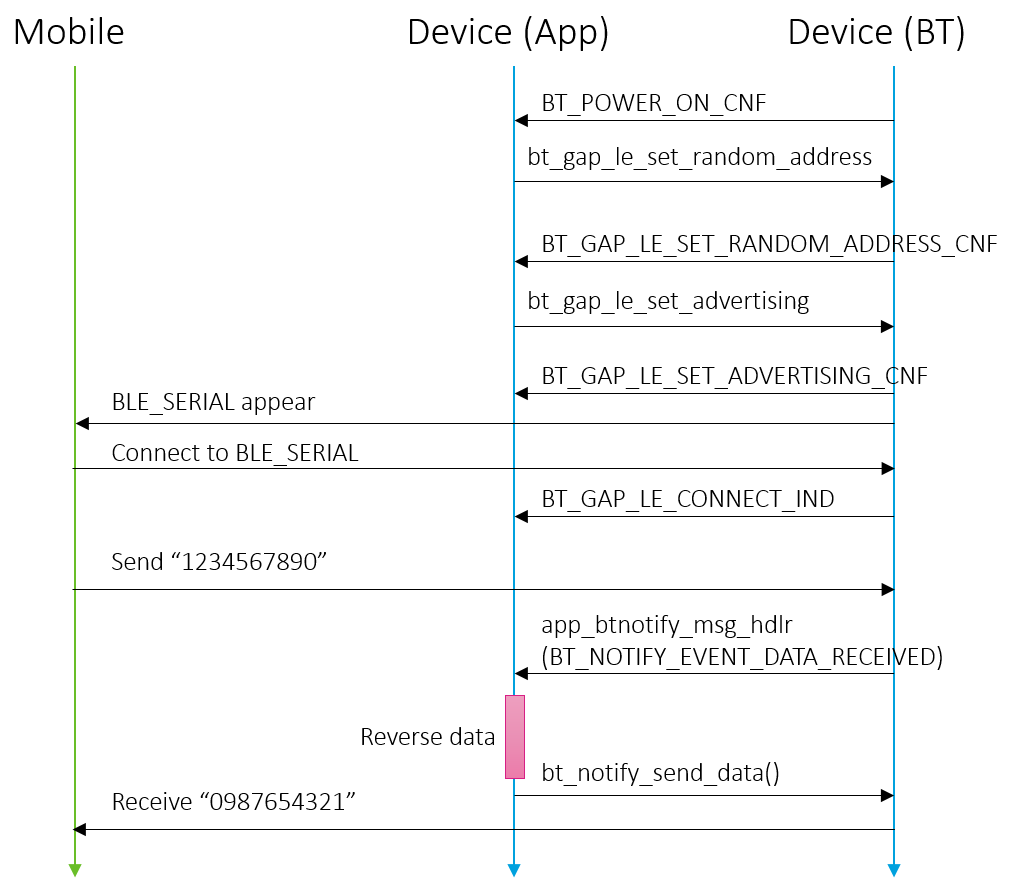 Mobile
Device (App)
Device (BT)
BT_POWER_ON_CNF
bt_gap_le_set_random_address
BT_GAP_LE_SET_RANDOM_ADDRESS_CNF
bt_gap_le_set_advertising
BT_GAP_LE_SET_ADVERTISING_CNF
BLE_SERIAL appear
Connect to BLE_SERIAL
BT_GAP_LE_CONNECT_IND
Send “1234567890”
app_btnotify_msg_hdlr
(BT_NOTIFY_EVENT_DATA_RECEIVED)
Reverse data
bt_notify_send_data()
Receive “0987654321”